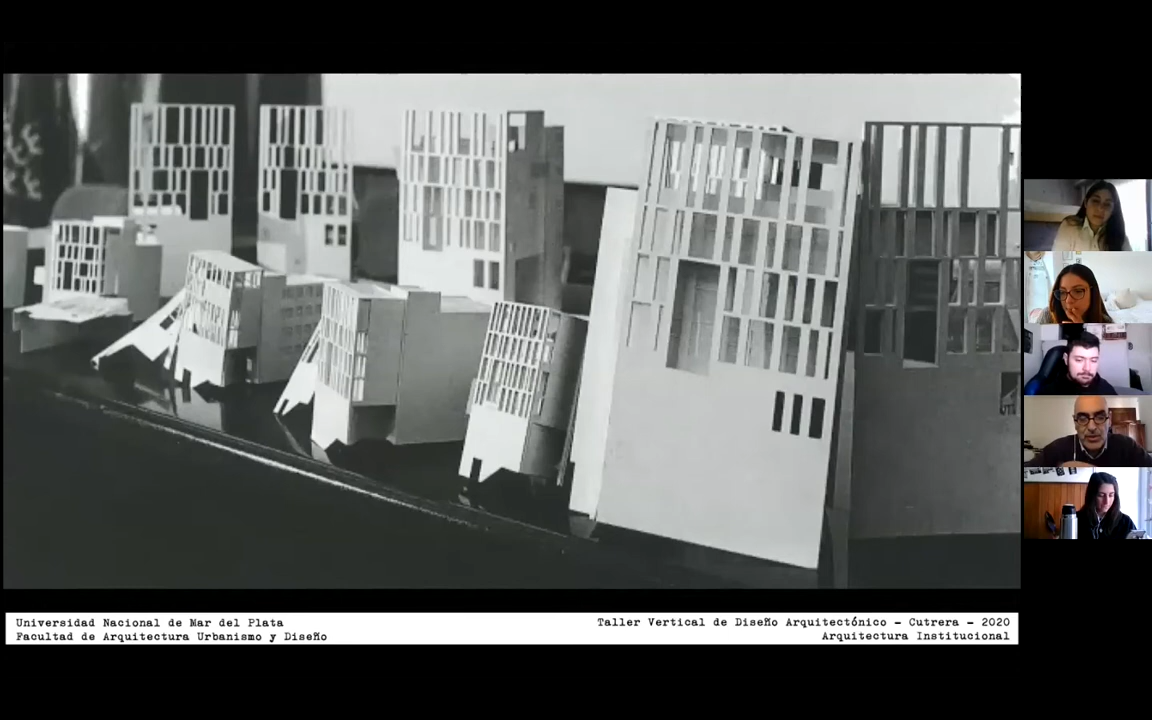 Universidad Nacional de Mar del Plata
Facultad de Arquitectura Urbanismo y Diseño
Taller Vertical de Diseño Arquitectónico - Cutrera - 2020
Arquitectura Institucional